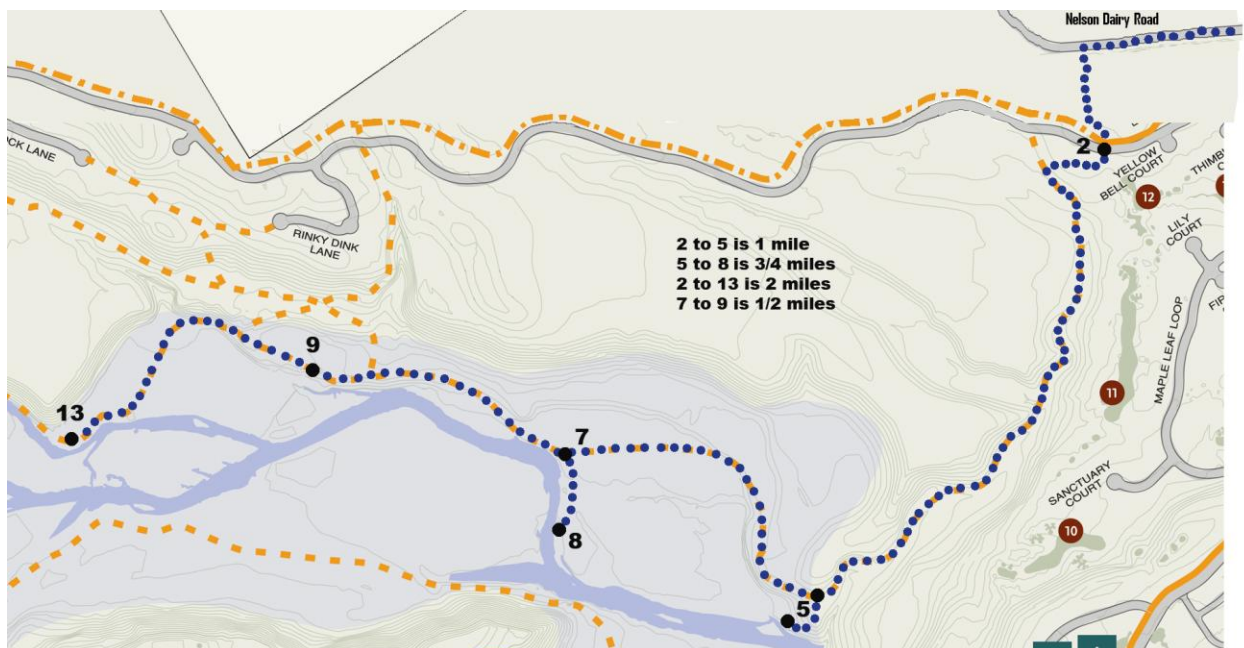 Nelson Dairy Road
2
YELLOW
BELL COURT
12
LILY
COURT
OCK LANE
RINKY DINK
LANE
2 to 5 is 1 mile
5 to 8 is 3/4 miles
2 to 13 is 2 miles
7 to 9 is 1/2 miles
9
13
7
8
11
MAPLE LEAF LOOP
SANCTUARY
COURT
10
5